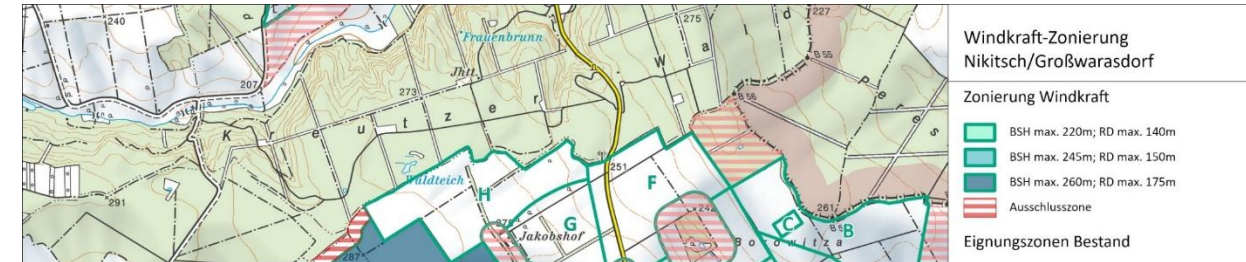 240
Frauenbrunn
275
227
B 55
Jhtt.
W a l d
207
273
B 56
P e r e s
K r e u t z e r
Waldteich
251
F
H
291
G
242
261
C
B
Jakobshof
Borowitza
287
Windkraft-Zonierung
Nikitsch/Großwarasdorf
Zonierung Windkraft
BSH max. 220m; RD max. 140m
BSH max. 245m; RD max. 150m
BSH max. 260m; RD max. 175m
Ausschlusszone
Eignungszonen Bestand